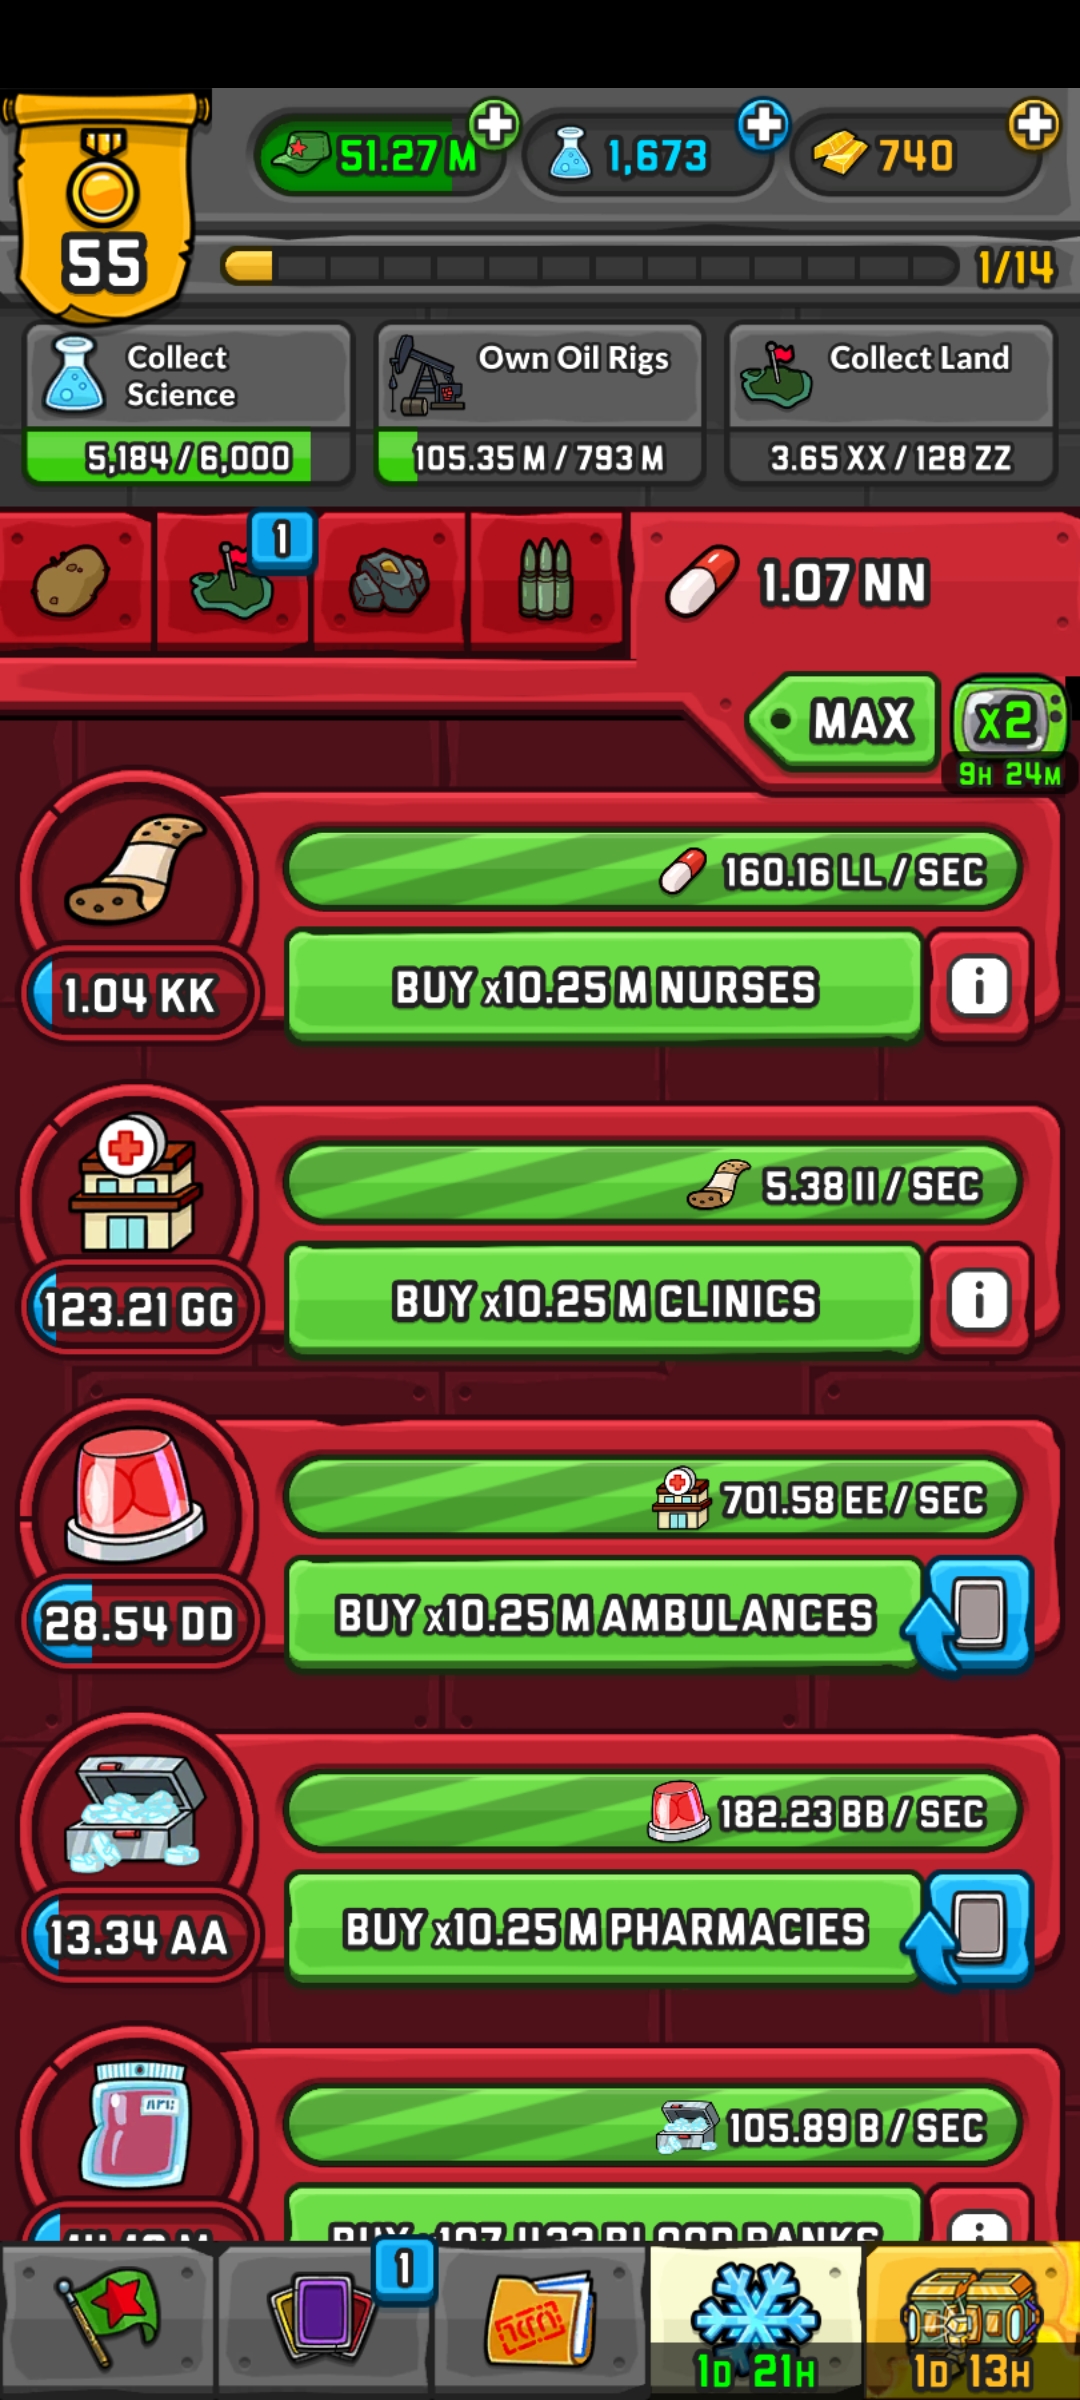 51.27 M
1,673
740
55
1/14
Collect
Science
5,184 / 6,000
Own Oil Rigs
105.35 M / 793 M
Collect Land
3.65 XX / 128 ZZ
1
1.07 NN
MAX
x2
9H 24M
160.16 LL / SEC
1.04 KK
BUY x10.25 M NURSES
5.38 II / SEC
123.21 GG
BUY x10.25 M CLINICS
701.58 EE / SEC
28.54 DD
BUY x10.25 M AMBULANCES
182.23 BB / SEC
13.34 AA
BUY x10.25 M PHARMACIES
105.89 B / SEC
BLOOD BANKS
1
1D 21H
1D 13H